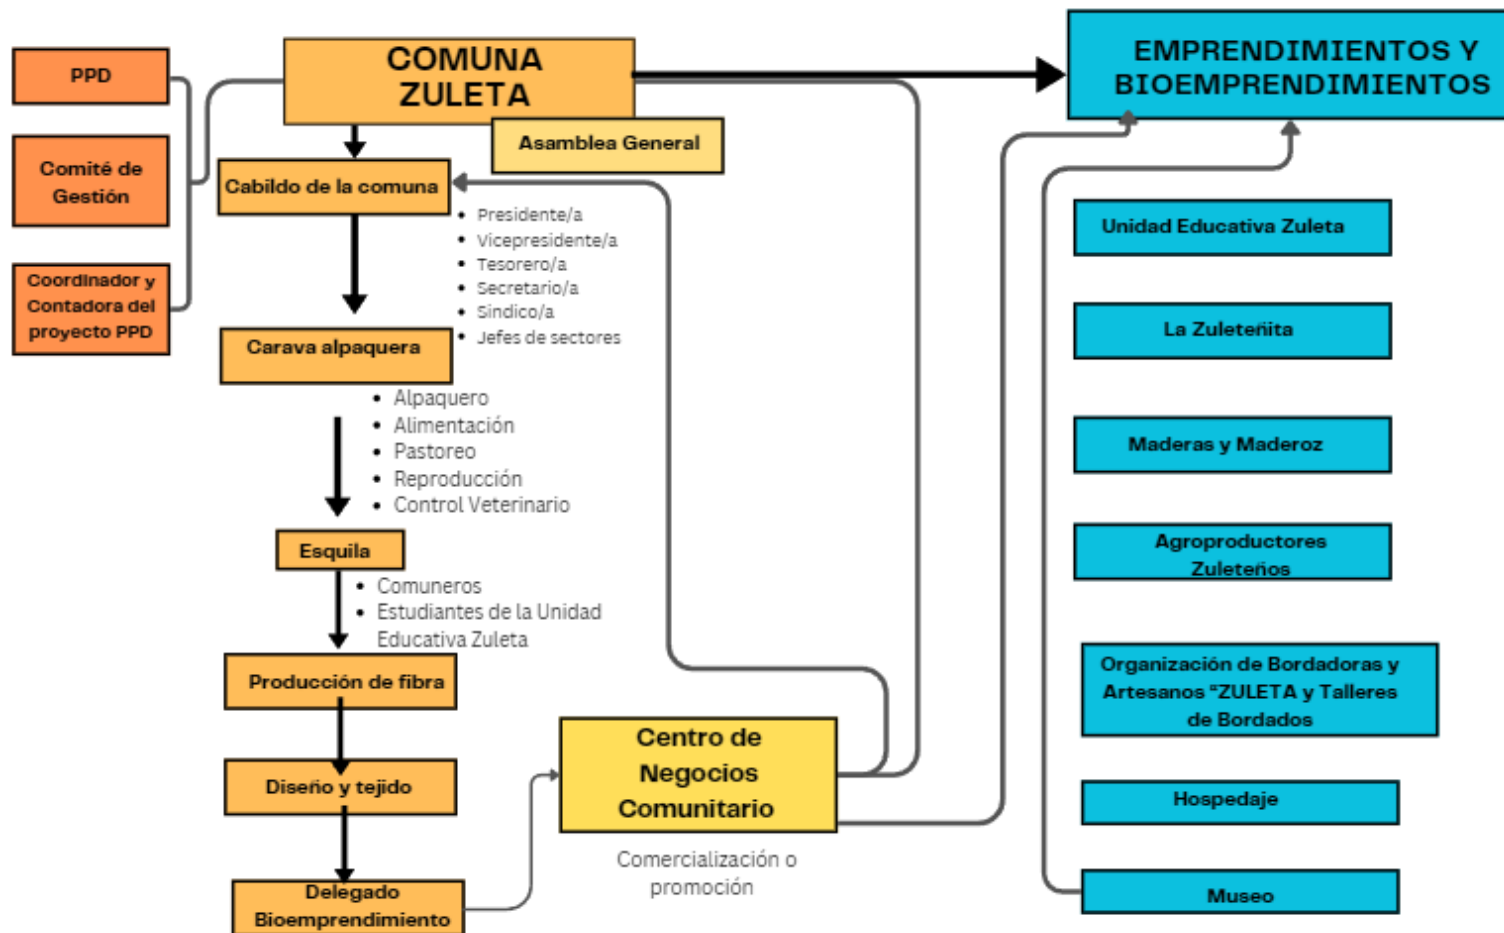 PPD
Comité de
Gestión
Coordinador y
Contadora del
proyecto PPD
COMUNA
ZULETA
Asamblea General
Cabildo de la comuna
• Presidente/a
• Vicepresidente/a
• Tesorero/a
• Secretario/a
• Sindico/a
• Jefes de sectores
Carava alpaquera
• Alpaquero
• Alimentación
• Pastoreo
• Reproducción
• Control Veterinario
Esquila
• Comuneros
• Estudiantes de la Unidad
Educativa Zuleta
Producción de fibra
Diseño y tejido
Delegado
Bioemprendimiento
Centro de
Negocios
Comunitario
Comercialización o
promoción
EMPRENDIMIENTOS Y
BIOEMPRENDIMIENTOS
Unidad Educativa Zuleta
La Zuleteñita
Maderas y Maderoz
Agroproductores
Zuleteños
Organización de Bordadoras y
Artesanos “ZULETA y Talleres
de Bordados
Hospedaje
Museo